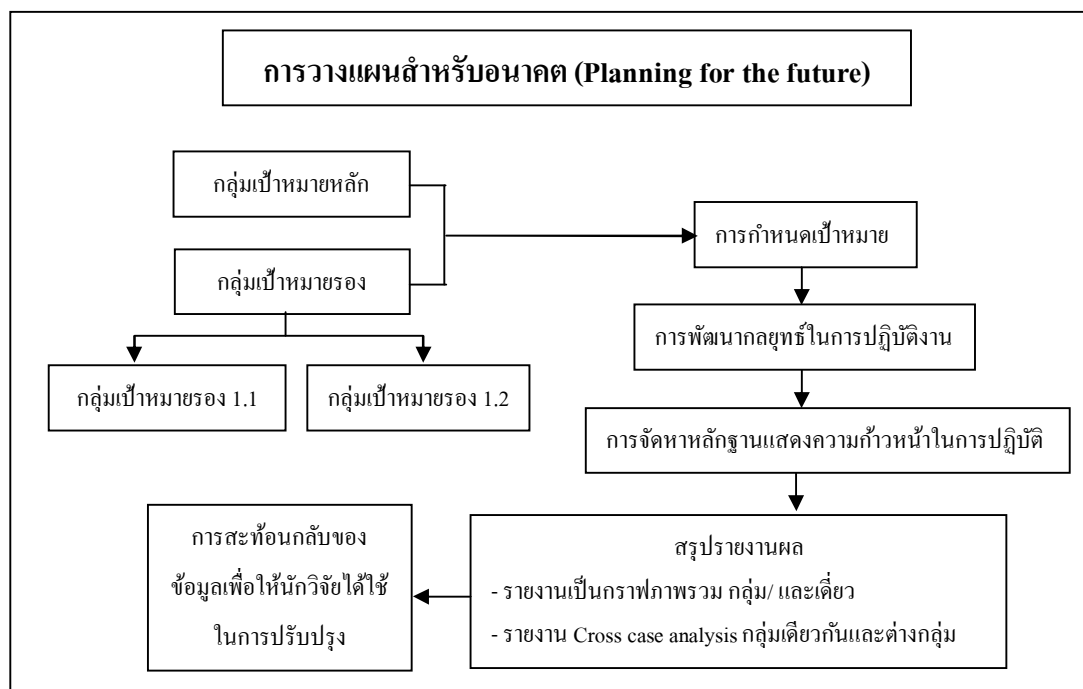 การวางแผนสำหรับอนาคต (Planning for the future)
กลุ่มเป้าหมายหลัก
การกำหนดเป้าหมาย
กลุ่มเป้าหมายรอง
การพัฒนากลยุทธ์ในการปฏิบัติงาน
กลุ่มเป้าหมายรอง 1.1
กลุ่มเป้าหมายรอง 1.2
การจัดหาหลักฐานแสดงความก้าวหน้าในการปฏิบัติ
สรุปรายงานผล
- รายงานเป็นกราฟภาพรวม กลุ่ม/ และเดี่ยว
- รายงาน Cross case analysis กลุ่มเดียวกันและต่างกลุ่ม
การสะท้อนกลับของ
ข้อมูลเพื่อให้นักวิจัยได้ใช้
ในการปรับปรุง